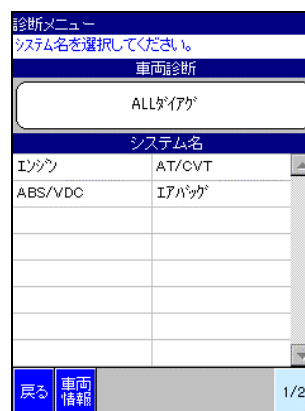 診断メニュー
システム名を選択してください。
車両診断
ALLﾀﾞｲｱｸﾞ
システム名
ｴﾝｼﾞﾝ AT/CVT
ABS/VDC ｴｱﾊﾞｯｸﾞ
戻る 車両
情報
1/2